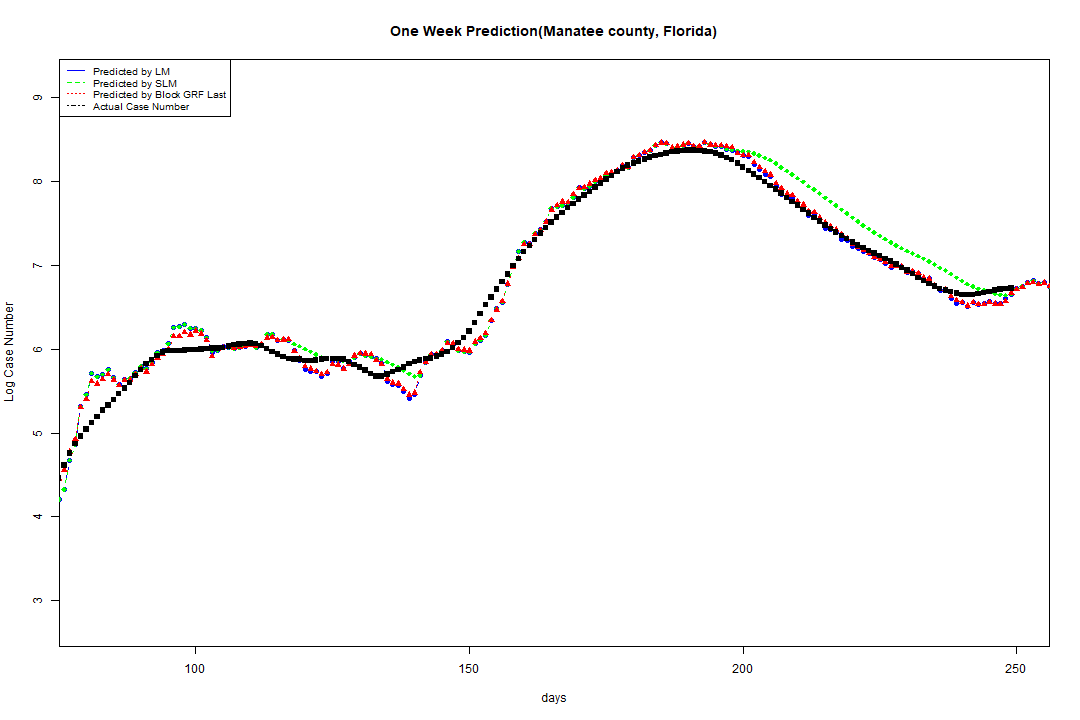 One Week Prediction(Manatee county, Florida)
Predicted by LM
Predicted by SLM
Predicted by Block GRF Last
Actual Case Number
9
8
7
6
5
4
3
Log Case Number
100 150 200 250
days